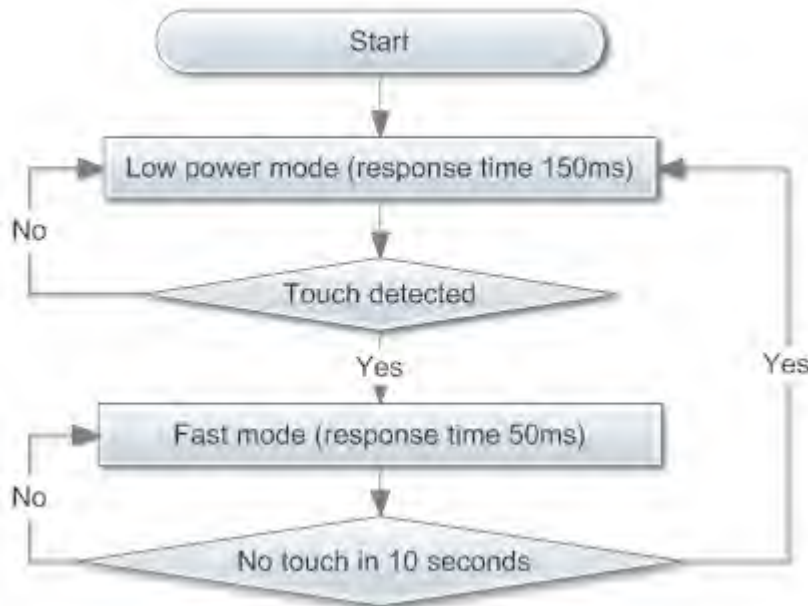 Start
Low power mode (response time 150ms)
No
Touch detected
Yes
Yes
Fast mode (response time 50ms)
No
No touch in 10 seconds